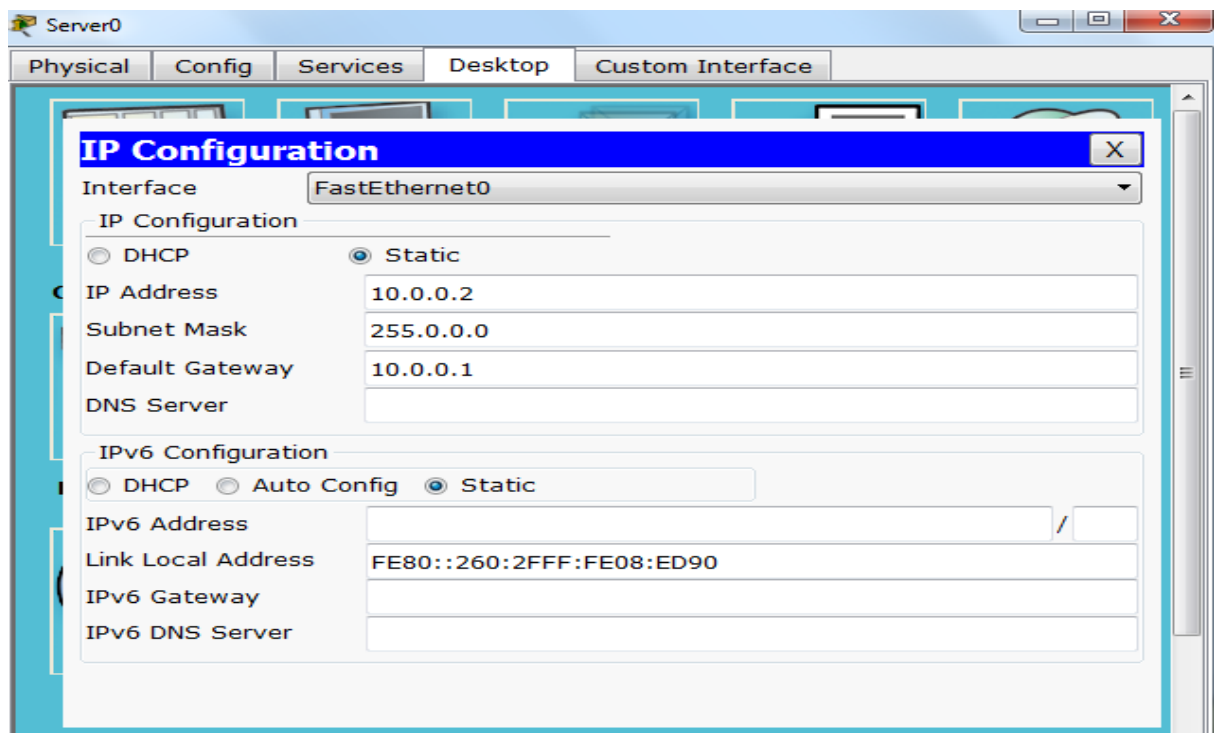 Server0
Physical Config Services Desktop Custom Interface
IP Configuration X
Interface FastEthernet0
IP Configuration
DHCP Static
IP Address 10.0.0.2
Subnet Mask 255.0.0.0
Default Gateway 10.0.0.1
DNS Server
IPv6 Configuration
DHCP Auto Config Static
IPv6 Address /
Link Local Address FE80::260:2FFF:FE08:ED90
IPv6 Gateway
IPv6 DNS Server